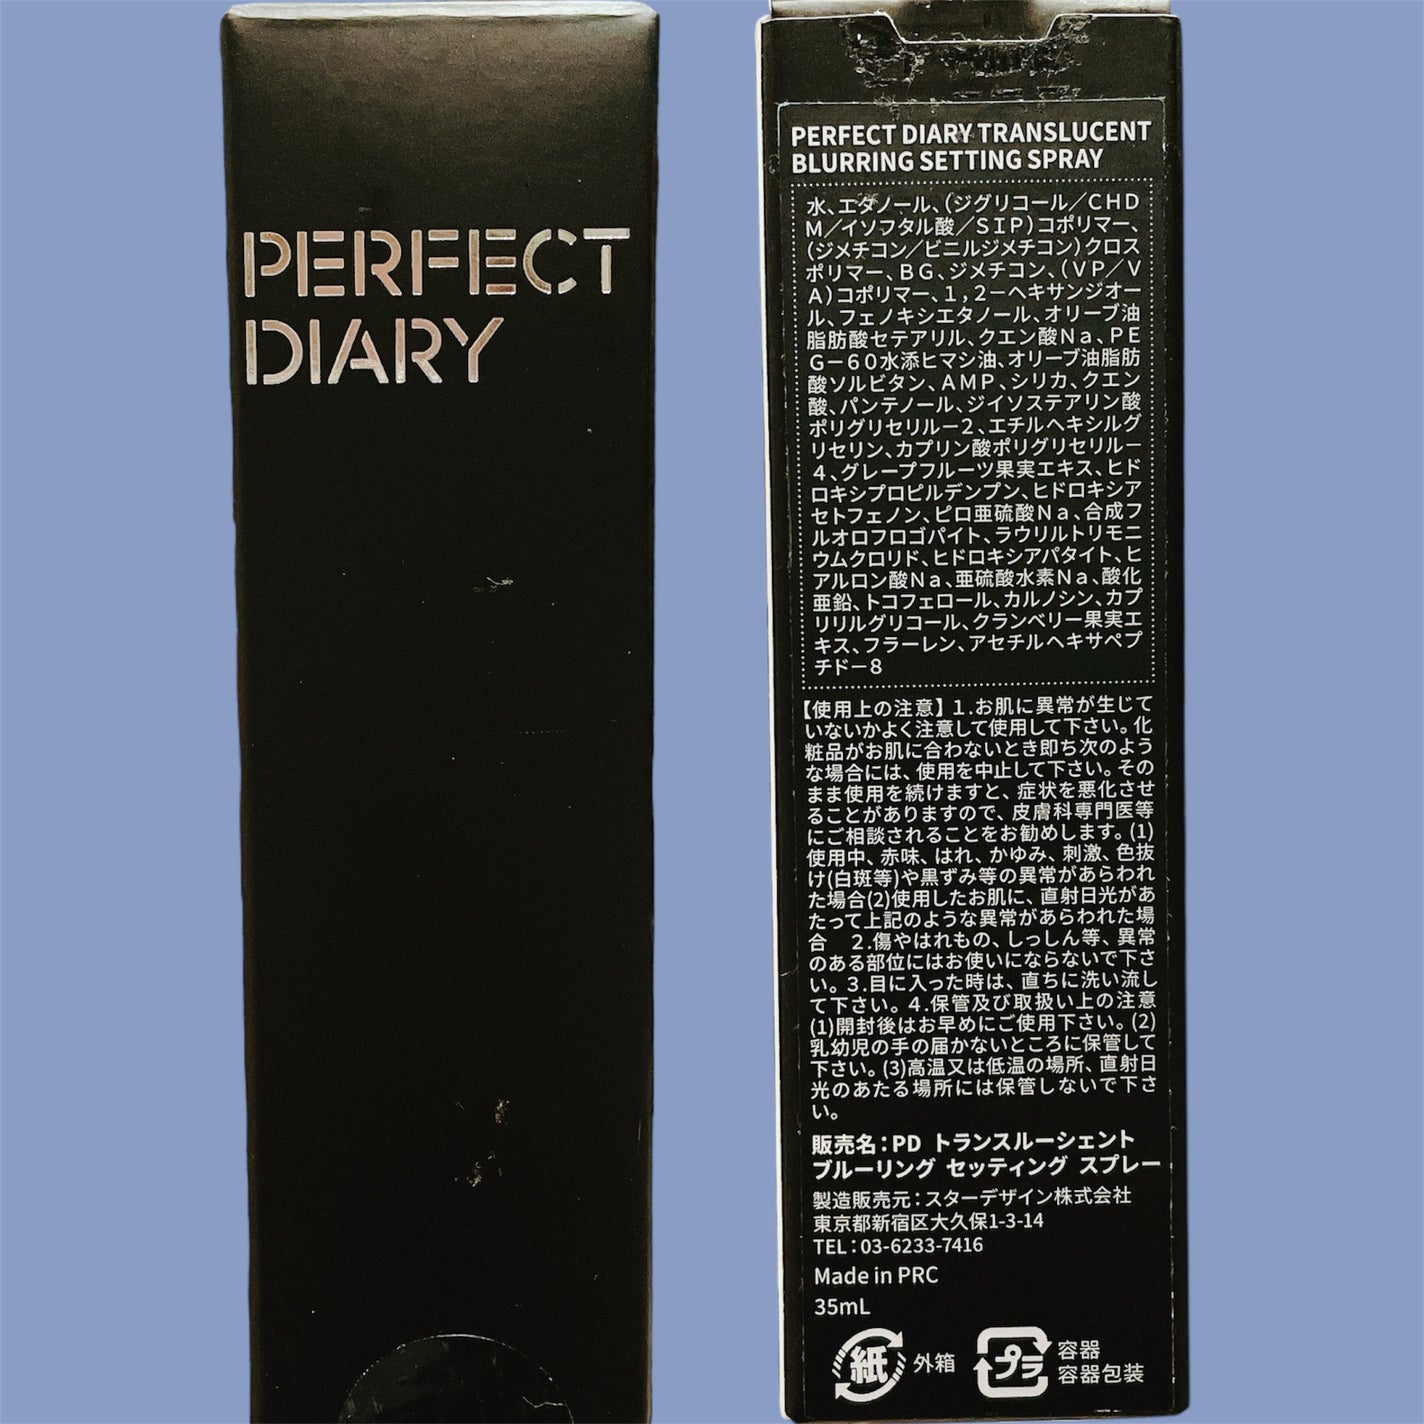 PERFECT
DIARY
PERFECT DIARY TRANSLUCENT
BLURRING SETTING SPRAY
水、エタノール、(ジグリコール／CHD
M／イソフタル酸／SIP)コポリマー、
(ジメチコン／ビニルジメチコン)クロス
ポリマー、BG、ジメチコン、(VP／V
A)コポリマー、1,2－ヘキサンジオー
ル、フェノキシエタノール、オリーブ油
脂肪酸セテアリル、クエン酸Na、PE
G－60水添ヒマシ油、オリーブ油脂肪
酸ソルビタン、AMP、シリカ、クエン
酸、パンテノール、ジイソステアリン酸
ポリグリセリル－2、エチルヘキシルグ
リセリン、カプリン酸ポリグリセリル－
4、グレープフルーツ果実エキス、ヒド
ロキシプロピルデンプン、ヒドロキシア
セトフェノン、ピロ亜硫酸Na、合成フ
ルオロフロゴパイト、ラウリルトリモニ
ウムクロリド、ヒドロキシアパタイト、ヒ
アルロン酸Na、亜硫酸水素Na、酸化
亜鉛、トコフェロール、カルノシン、カプ
リリルグリコール、クランベリー果実エ
キス、フラーレン、アセチルヘキサペプ
チド－8
【使用上の注意】1.お肌に異常が生じて
いないかよく注意して使用して下さい。化
粧品がお肌に合わないとき即ち次のよう
な場合には、使用を中止して下さい。その
まま使用を続けますと、症状を悪化させ
ることがありますので、皮膚科専門医等
にご相談されることをお勧めします。(1)
使用中、赤味、はれ、かゆみ、刺激、色抜
け(白斑等)や黒ずみ等の異常があらわれ
た場合(2)使用したお肌に、直射日光があ
たって上記のような異常があらわれた場
合 2.傷やはれもの、しっしん等、異常
のある部位にはお使いにならないで下さ
い。3.目に入った時は、直ちに洗い流し
て下さい。4.保管及び取扱い上の注意
(1)開封後はお早めにご使用下さい。(2)
乳幼児の手の届かないところに保管して
下さい。(3)高温又は低温の場所、直射日
光のあたる場所には保管しないで下さ
い。
販売名：PD トランスルーシェント
ブルーリング セッティング スプレー
製造販売元：スターデザイン株式会社
東京都新宿区大久保1-3-14
TEL：03-6233-7416
Made in PRC
35mL
紙 外箱 プラ 容器
容器包装